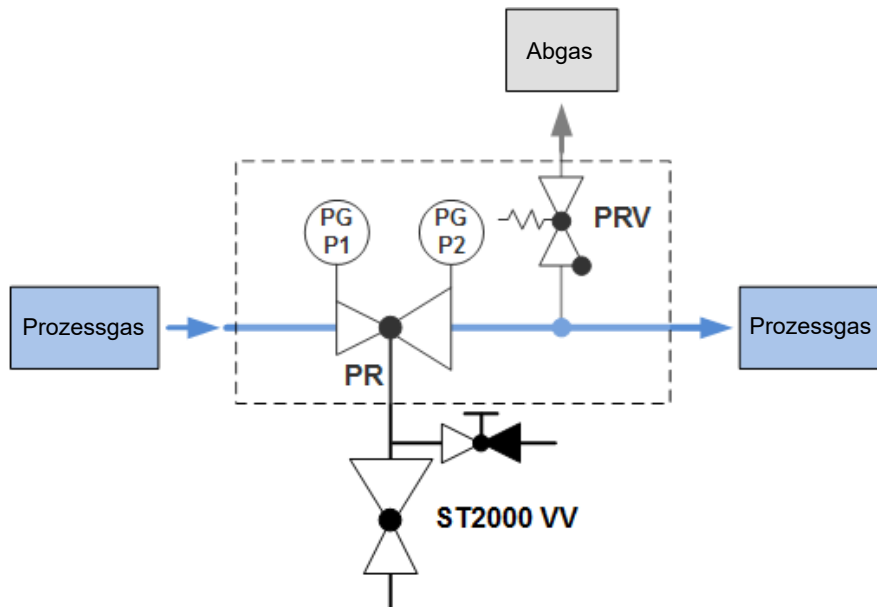 Abgas
PG
P1
PG
P2
PRV
Prozessgas
Prozessgas
PR
ST2000 VV